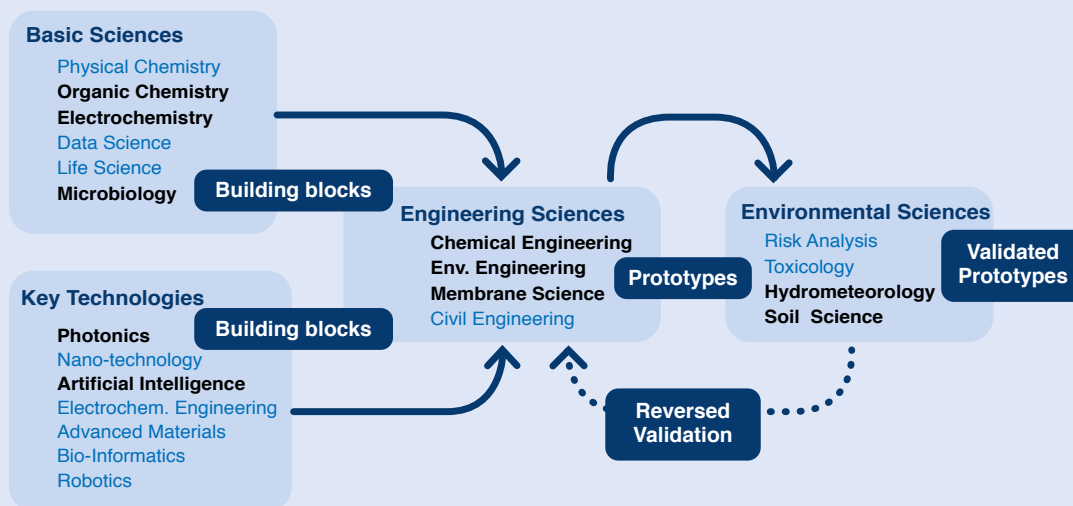 Basic Sciences
Physical Chemistry
Organic Chemistry
Electrochemistry
Data Science
Life Science
Microbiology
Building blocks
Key Technologies
Building blocks
Photonics
Nano-technology
Artificial Intelligence
Electrochem. Engineering
Advanced Materials
Bio-Informatics
Robotics
Engineering Sciences
Chemical Engineering
Env. Engineering
Membrane Science
Civil Engineering
Prototypes
Environmental Sciences
Risk Analysis
Toxicology
Hydrometeorology
Soil Science
Validated
Prototypes
Reversed
Validation